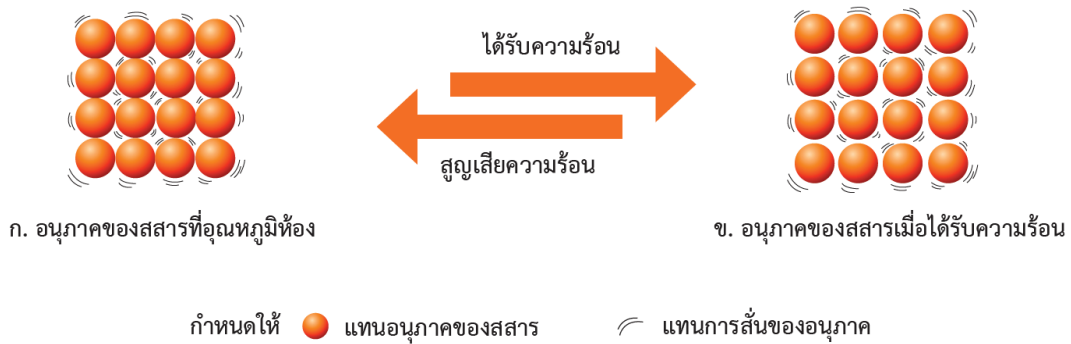 ได้รับความร้อน
สูญเสียความร้อน
ก. อนุภาคของสสารที่อุณหภูมิห้อง
ข. อนุภาคของสสารเมื่อได้รับความร้อน
กำหนดให้ แทนอนุภาคของสสาร แทนการสั่นของอนุภาค